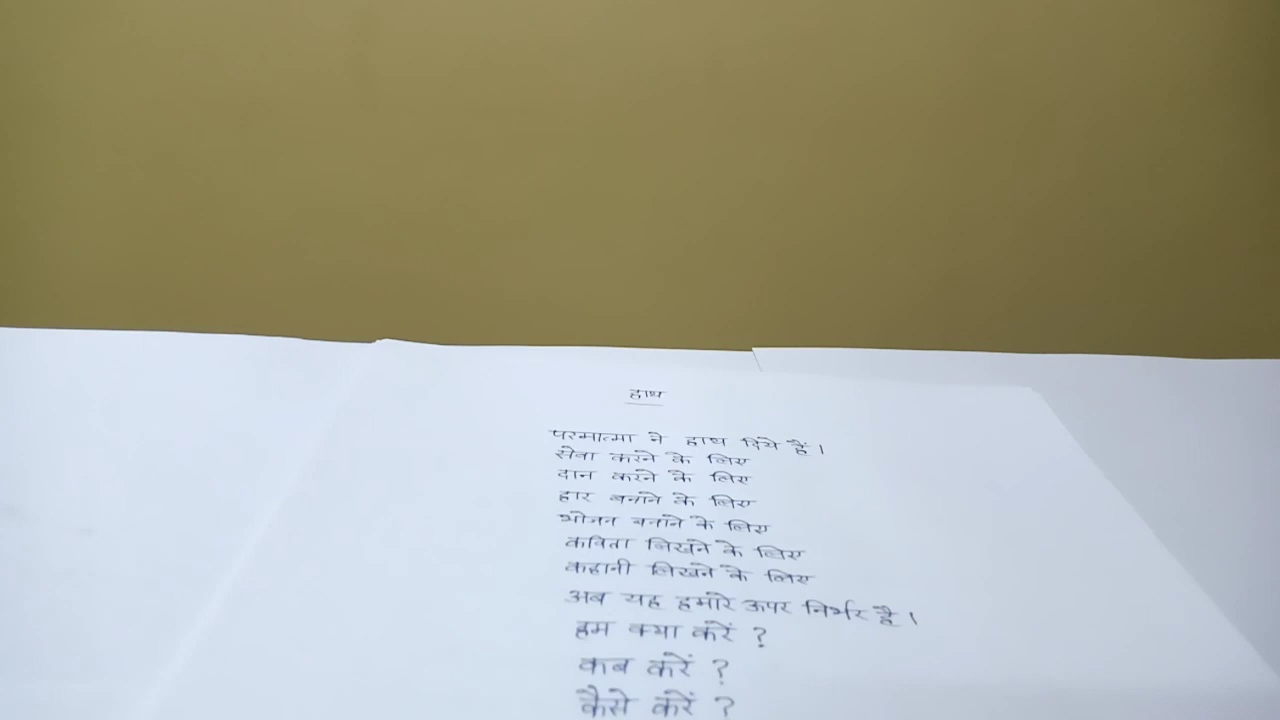 हाथ
परमात्मा ने हाथ दिये हैं।
सेवा करने के लिए
दान करने के लिए
हार बनाने के लिए
भोजन बनाने के लिए
कविता लिखने के लिए
कहानी लिखने के लिए
अब यह हमारे ऊपर निर्भर है।
हम क्या करें ?
कब करें ?
कैसे करें ?